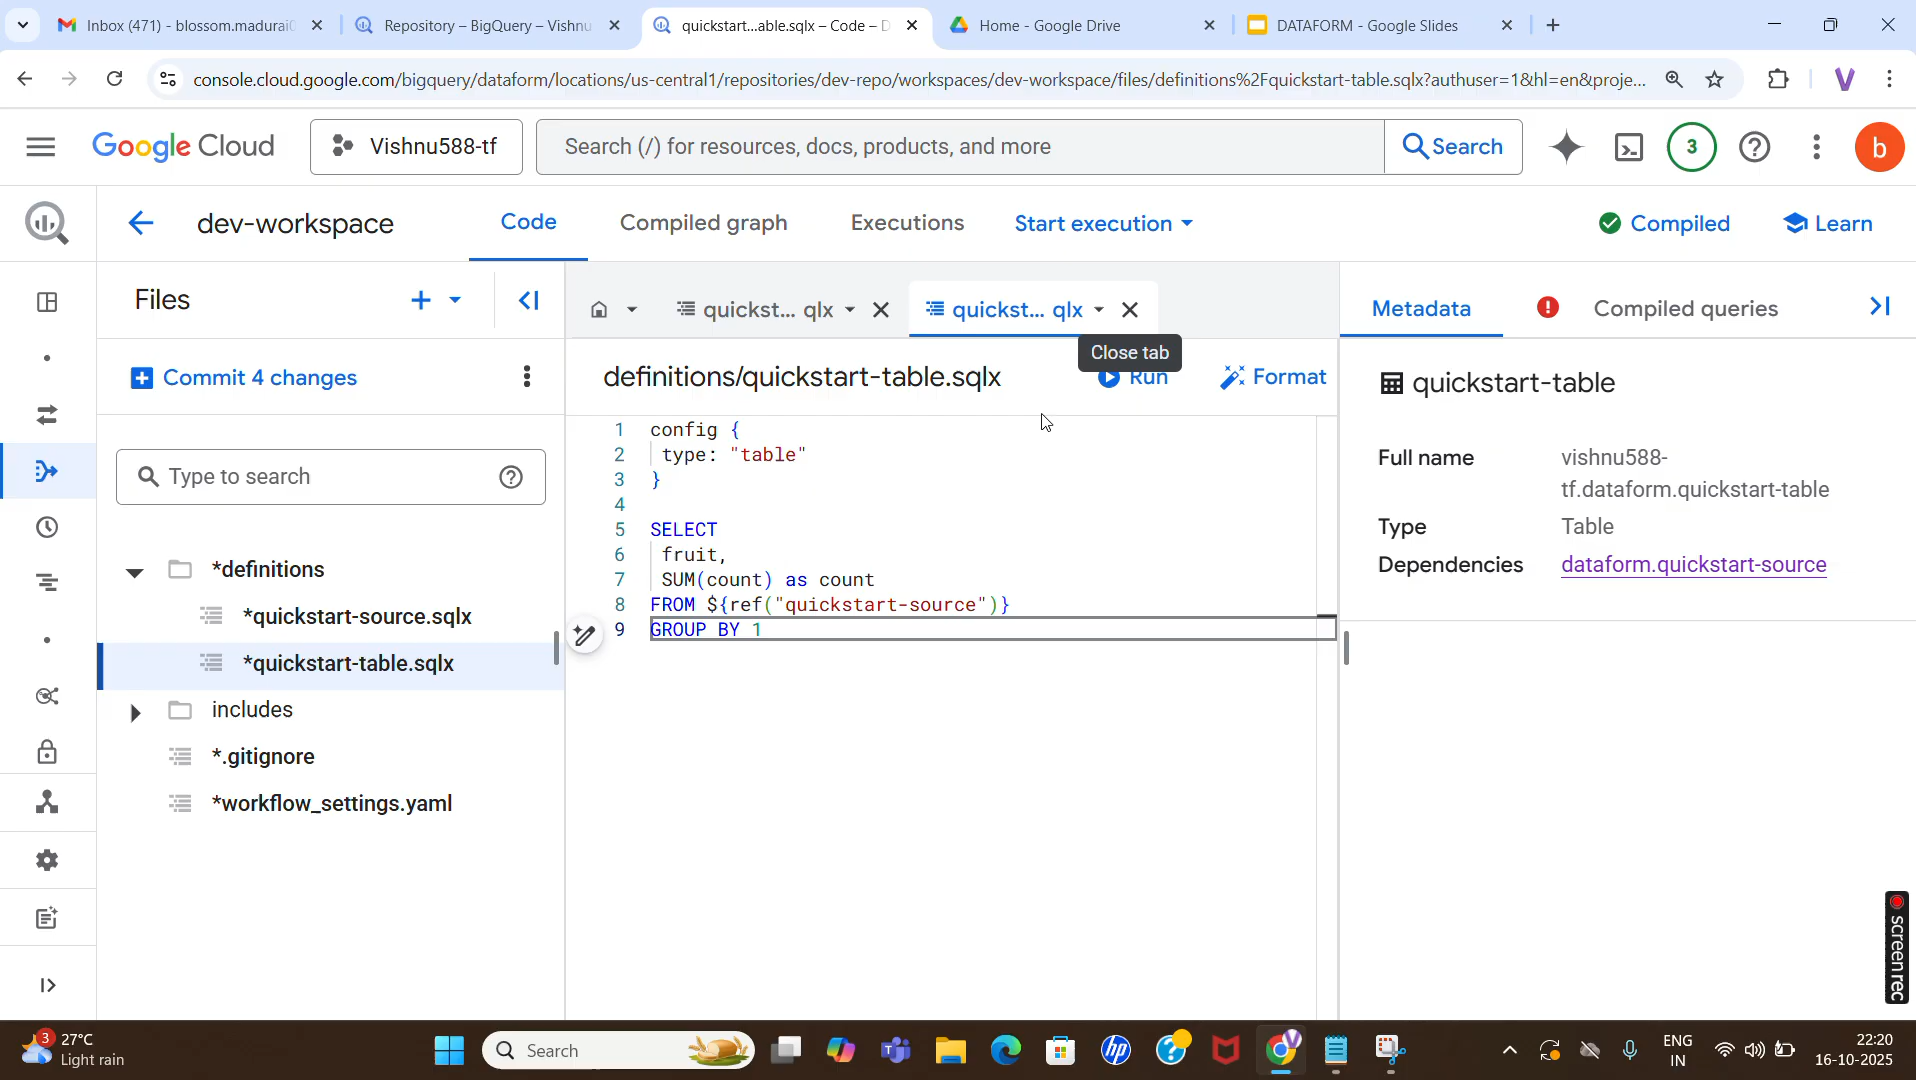 Inbox (471) - blossom.madurai
Repository – BigQuery – Vishnu
quickstart...able.sqlx – Code – D
Home - Google Drive
DATAFORM - Google Slides
console.cloud.google.com/bigquery/dataform/locations/us-central1/repositories/dev-repo/workspaces/dev-workspace/files/definitions%2Fquickstart-table.sqlx?authuser=1&hl=en&proje...
V
Google Cloud
Vishnu588-tf
Search (/) for resources, docs, products, and more
Search
3
b
dev-workspace
Code
Compiled graph
Executions
Start execution
Compiled
Learn
Files
quickst... qlx
quickst... qlx
Metadata
Compiled queries
Close tab
Commit 4 changes
definitions/quickstart-table.sqlx
Run
Format
quickstart-table
1 config {
2 type: "table"
3 }
4
5 SELECT
6 fruit,
7 SUM(count) as count
8 FROM ${ref("quickstart-source")}
9 GROUP BY 1
Full name
vishnu588-
tf.dataform.quickstart-table
Type
Table
Dependencies
dataform.quickstart-source
Type to search
*definitions
*quickstart-source.sqlx
*quickstart-table.sqlx
includes
*.gitignore
*workflow_settings.yaml
screenrec
3
27°C
Light rain
Search
ENG
IN
22:20
16-10-2025